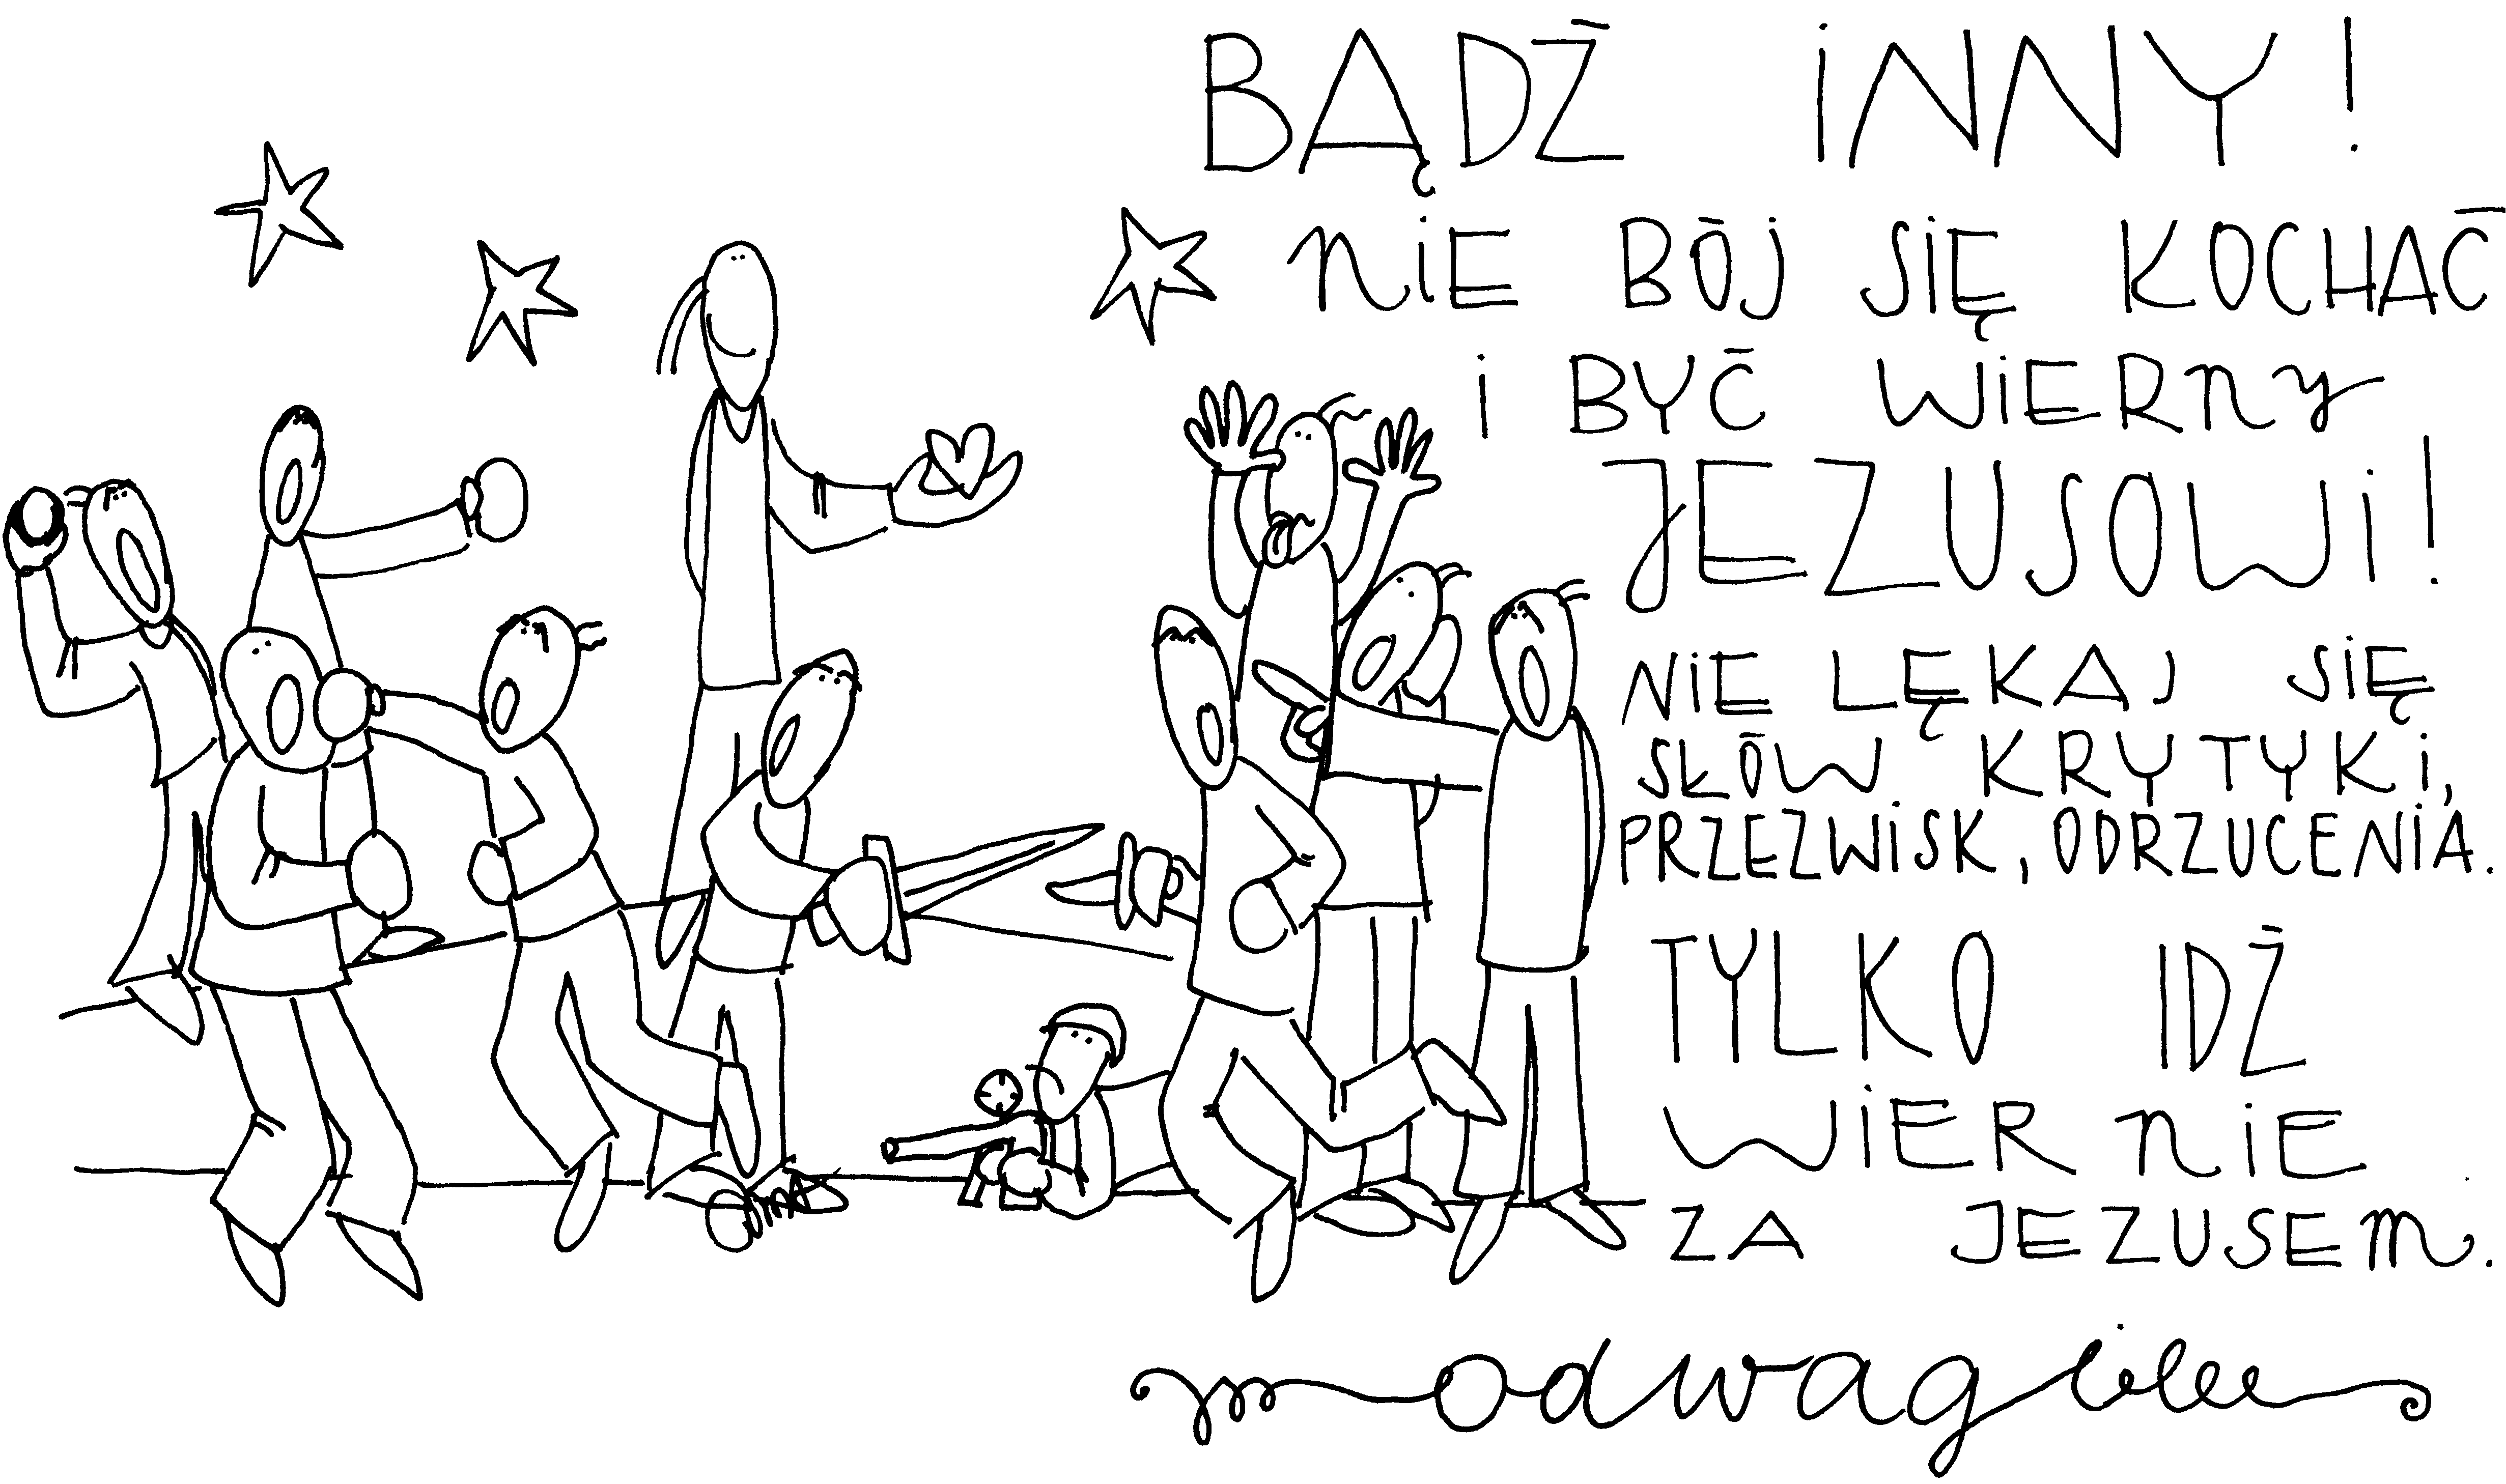 BĄDŹ INNY!
NIE BÓJ SIĘ KOCHAĆ
I BYĆ WIERNY
JEZUSOWI!
NIE LĘKAJ SIĘ
SŁÓW KRYTYKI,
PRZEZWISK, ODRZUCENIA.
TYLKO IDŹ
WIERNIE
ZA JEZUSEM.
odwagi